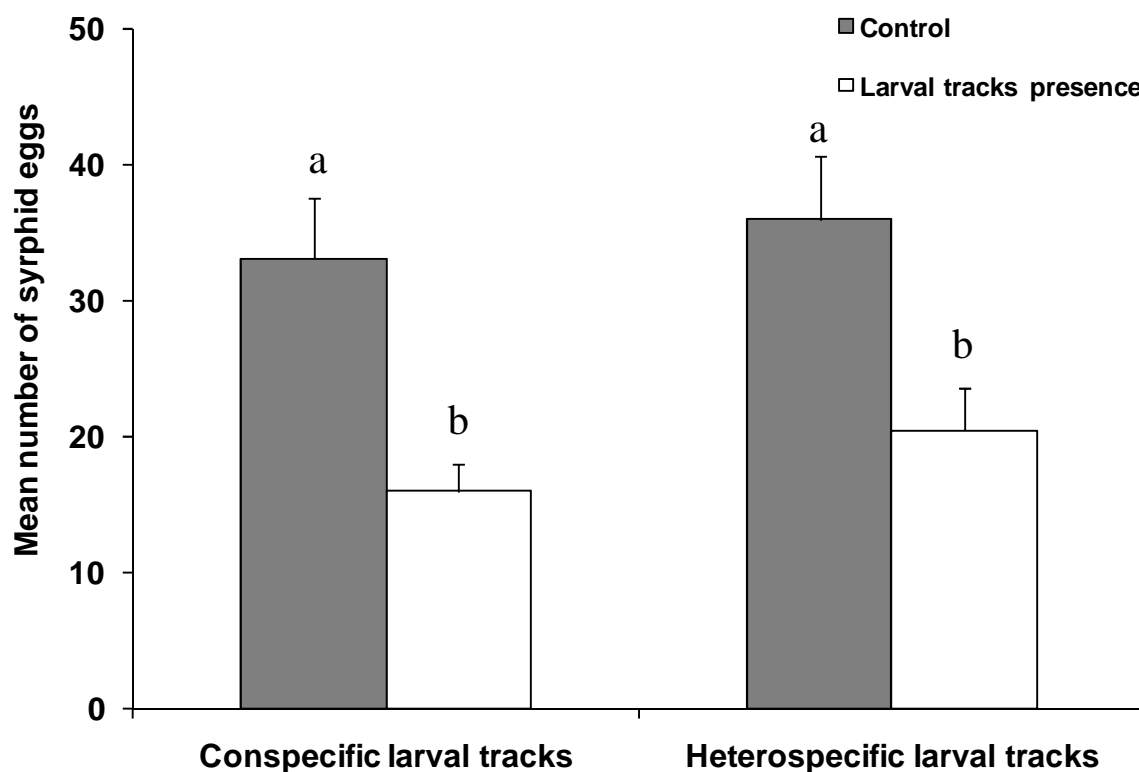 Control
Larval tracks presence
Mean number of syrphid eggs
50
40
30
20
10
0
a
b
a
b
Conspecific larval tracks
Heterospecific larval tracks